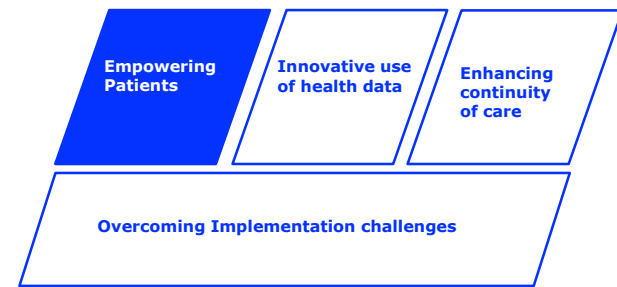 Empowering
Patients
Innovative use
of health data
Enhancing
continuity
of care
Overcoming Implementation challenges